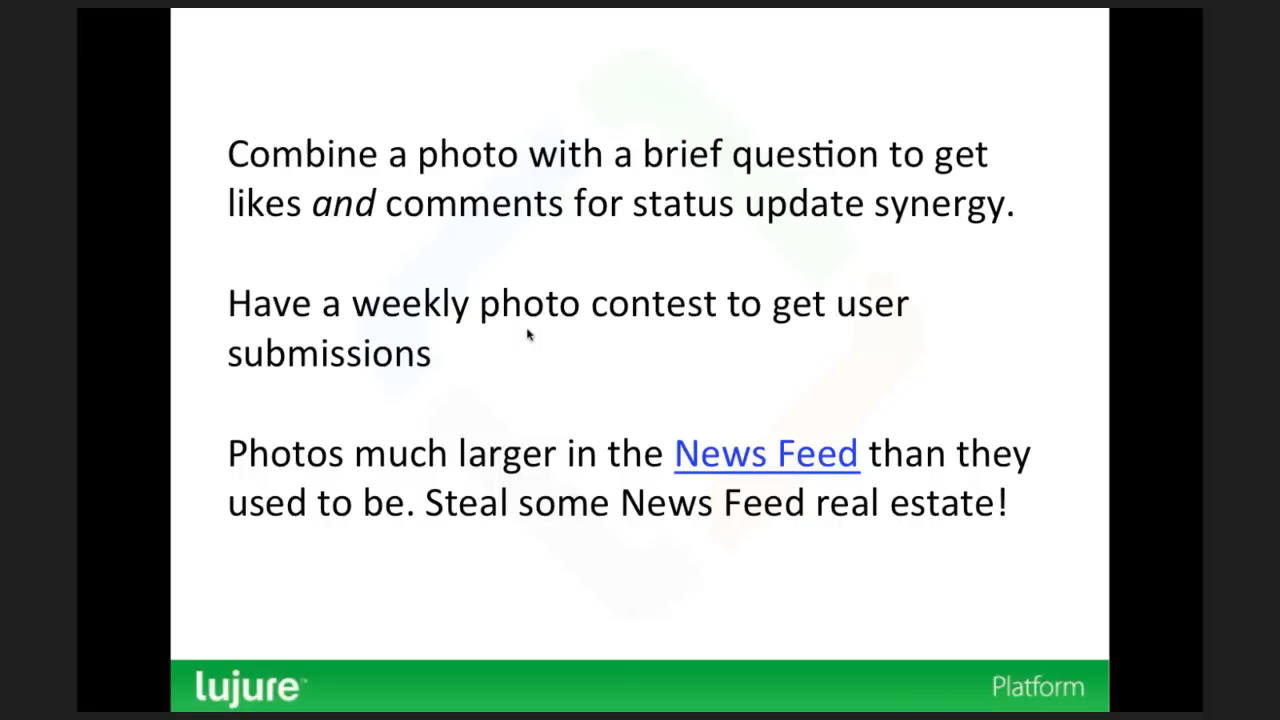 Combine a photo with a brief question to get
likes and comments for status update synergy.
Have a weekly photo contest to get user
submissions
Photos much larger in the News Feed than they
used to be. Steal some News Feed real estate!
lujure™
Platform